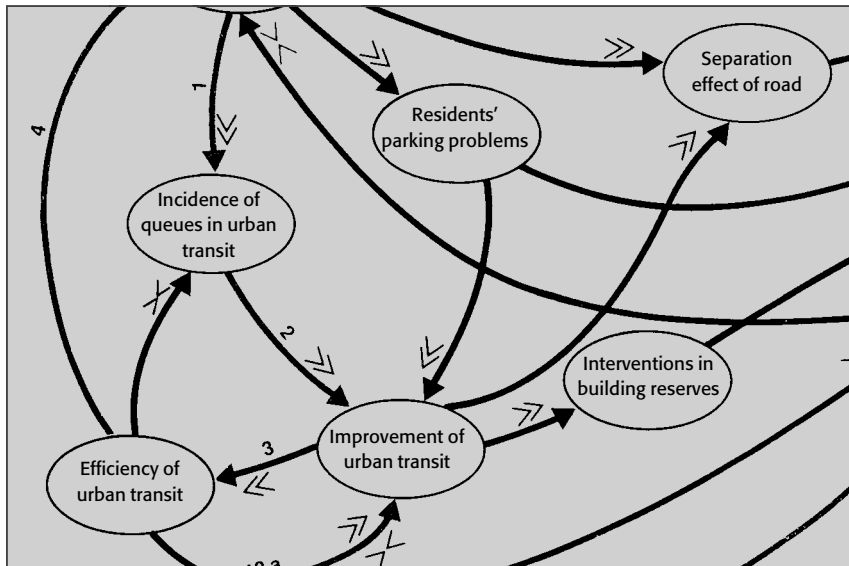 Separation
effect of road
1
Residents’
parking problems
4
Incidence of
queues in urban
transit
2
Interventions in
building reserves
3
Improvement of
urban transit
Efficiency of
urban transit